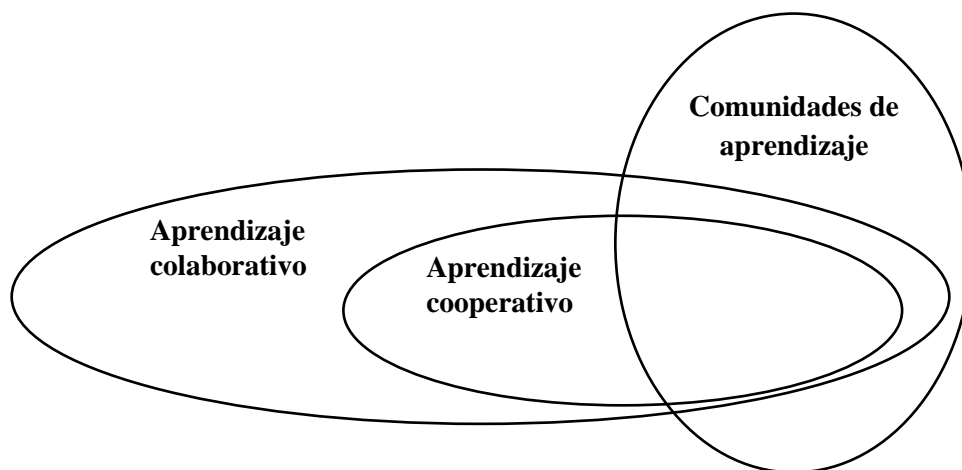 Comunidades de
aprendizaje
Aprendizaje
colaborativo
Aprendizaje
cooperativo